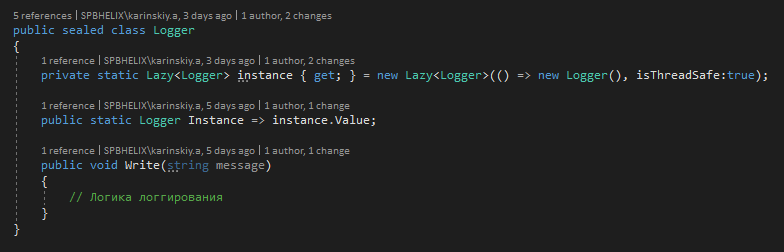 5 references | SPBHELIX\karinskiy.a, 3 days ago | 1 author, 2 changes
public sealed class Logger
{
1 reference | SPBHELIX\karinskiy.a, 3 days ago | 1 author, 2 changes
private static Lazy<Logger> instance { get; } = new Lazy<Logger>(() => new Logger(), isThreadSafe:true);
1 reference | SPBHELIX\karinskiy.a, 5 days ago | 1 author, 1 change
public static Logger Instance => instance.Value;
1 reference | SPBHELIX\karinskiy.a, 5 days ago | 1 author, 1 change
public void Write(string message)
{
// Логика логгирования
}
}